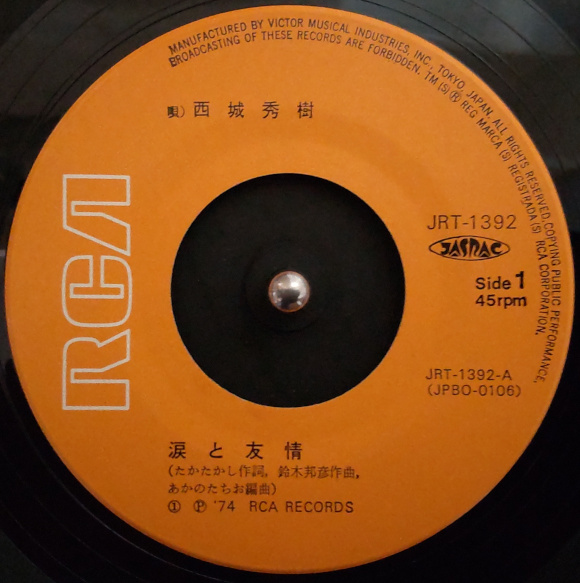 MANUFACTURED BY VICTOR MUSICAL INDUSTRIES, INC., TOKYO JAPAN. ALL RIGHTS RESERVED. COPYING PUBLIC PERFORMANCE,
BROADCASTING OF THESE RECORDS ARE FORBIDDEN. TM (S) Ⓡ REG MARCA (S) REGISTRADA (S) RCA CORPORATION.
唄)西城秀樹
RCA
JRT-1392
JASRAC
Side 1
45rpm
JRT-1392-A
(JPBO-0106)
涙と友情
(たかたかし作詞, 鈴木邦彦作曲,
あかのたちお編曲)
① Ⓟ '74 RCA RECORDS